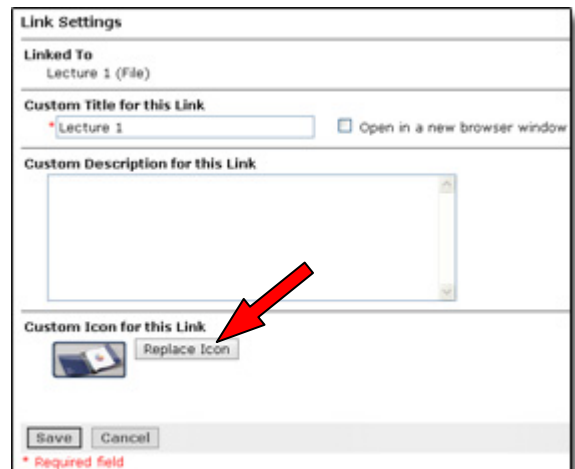 Link Settings
Linked To
Lecture 1 (File)
Custom Title for this Link
*Lecture 1
Open in a new browser window
Custom Description for this Link
Custom Icon for this Link
Replace Icon
Save Cancel
* Required field